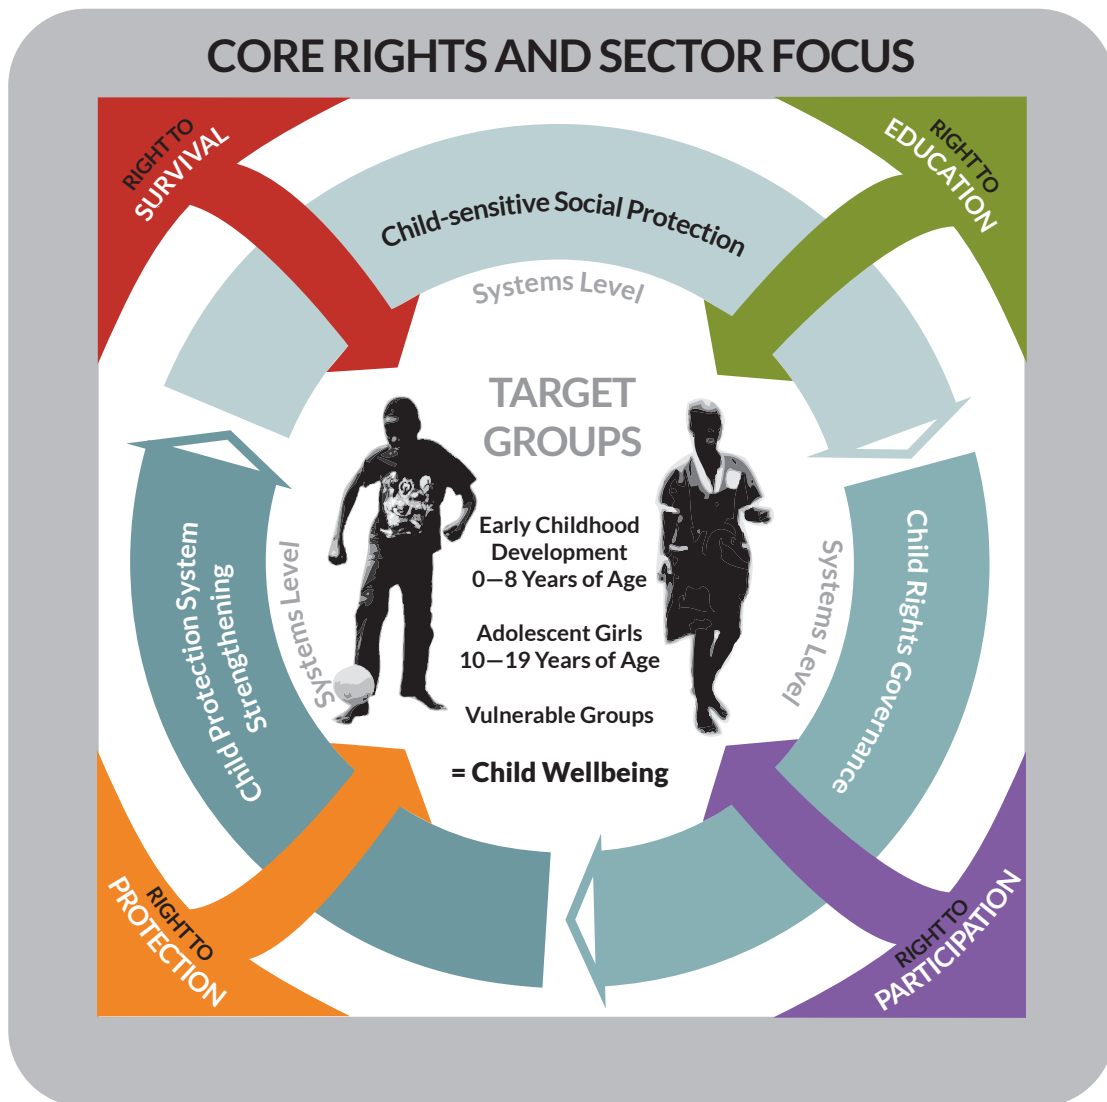 CORE RIGHTS AND SECTOR FOCUS
RIGHT TO
SURVIVAL
RIGHT TO
EDUCATION
Child-sensitive Social Protection
Systems Level
TARGET
GROUPS
Early Childhood
Development
0—8 Years of Age
Adolescent Girls
10—19 Years of Age
Vulnerable Groups
= Child Wellbeing
Child Protection System
Strengthening
Systems Level
Systems Level
Child Rights Governance
RIGHT TO
PROTECTION
RIGHT TO
PARTICIPATION